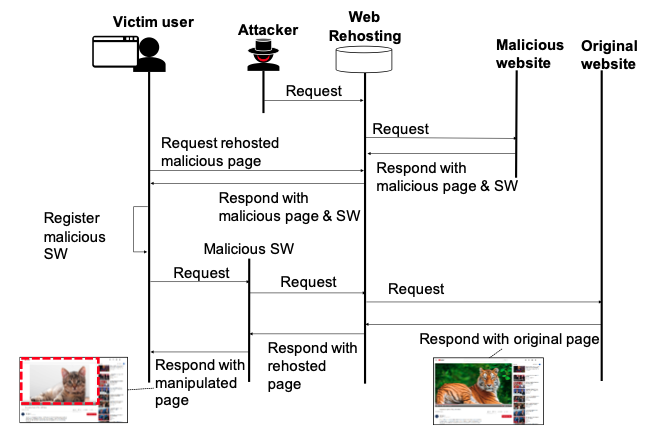 Victim user
Attacker
Web
Rehosting
Malicious
website
Original
website
Request
Request
Request rehosted
malicious page
Respond with
malicious page & SW
Respond with
malicious page & SW
Register
malicious
SW
Malicious SW
Request
Request
Request
Respond with original page
Respond with
rehosted
page
Respond with
manipulated
page